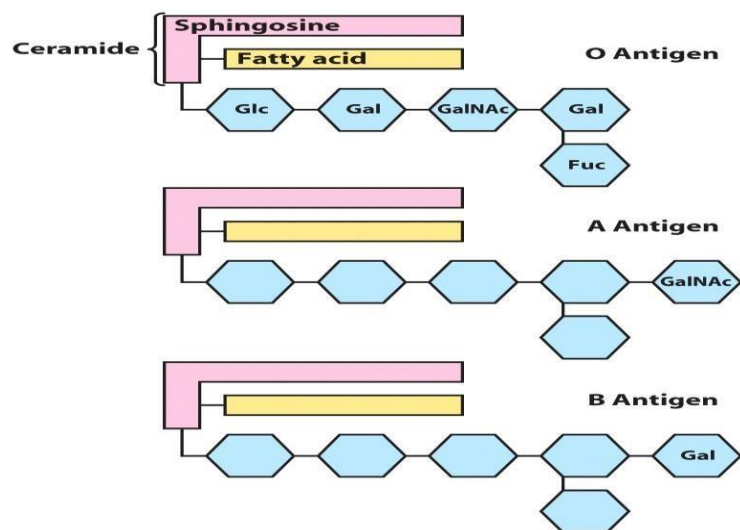 Sphingosine
Ceramide
Fatty acid
O Antigen
Glc Gal GalNAc Gal
Fuc
A Antigen
GalNAc
B Antigen
Gal